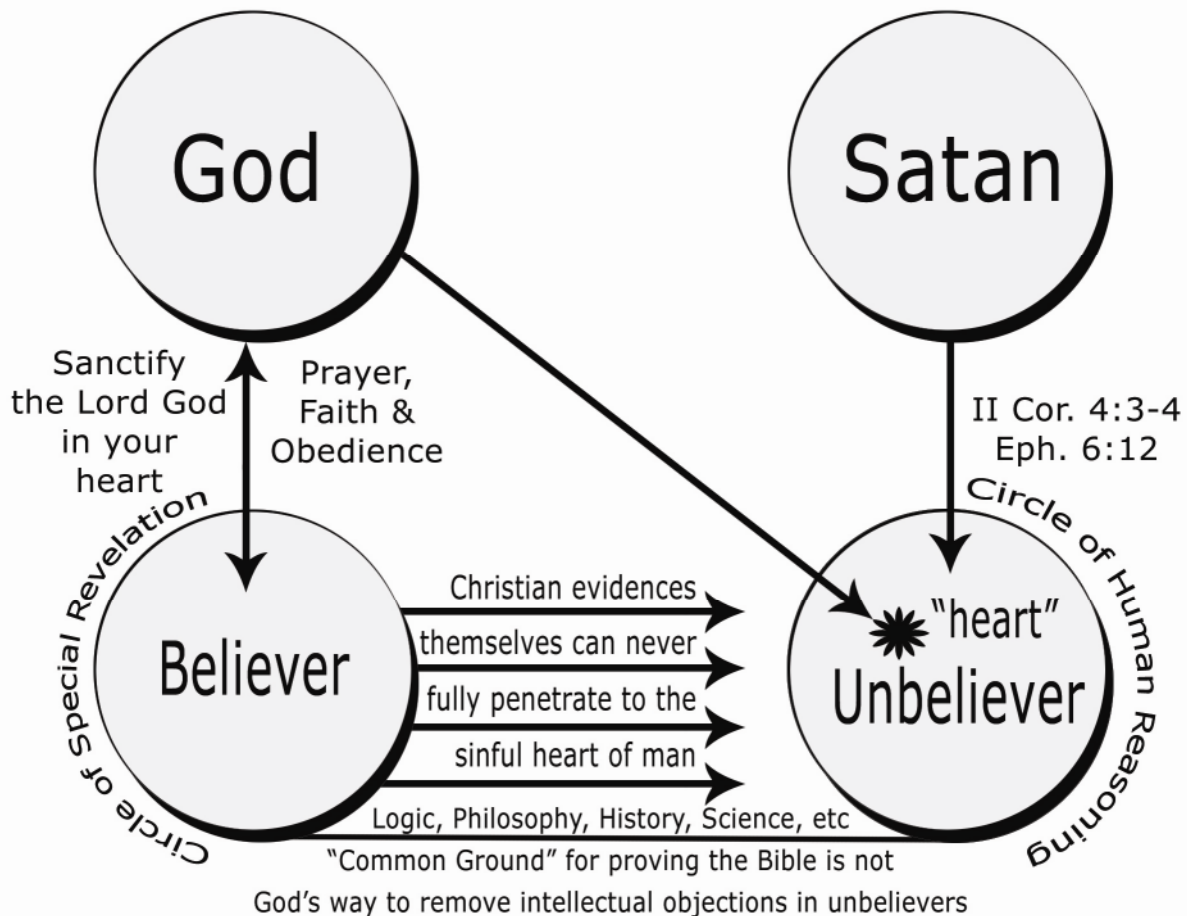 God
Satan
Sanctify
the Lord God
in your
heart
Prayer,
Faith &
Obedience
II Cor. 4:3-4
Eph. 6:12
Circle of Special Revelation
Circle of Human Reasoning
Believer
Christian evidences
themselves can never
fully penetrate to the
sinful heart of man
"heart"
Unbeliever
Logic, Philosophy, History, Science, etc
"Common Ground" for proving the Bible is not
God's way to remove intellectual objections in unbelievers